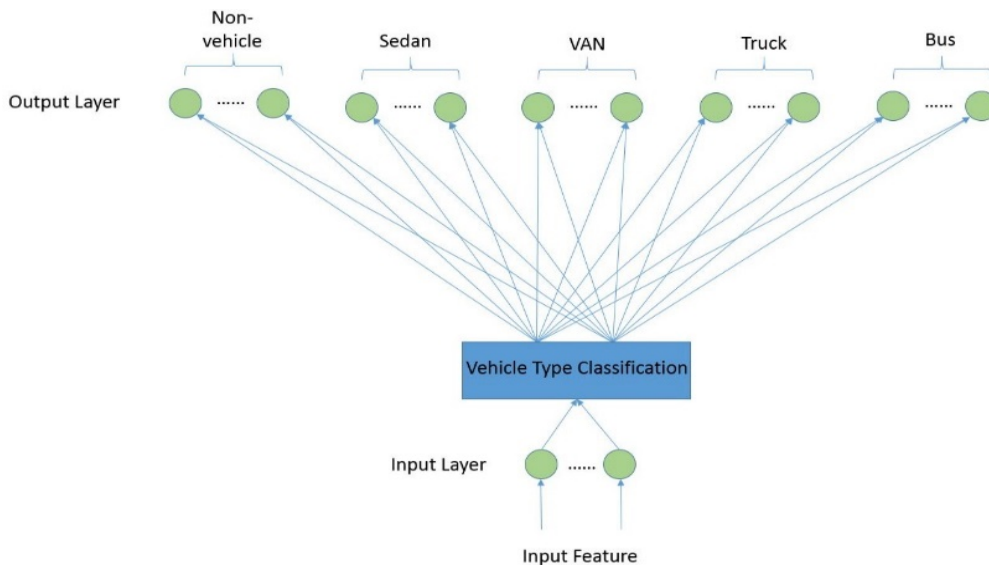 Non-
vehicle
Sedan
VAN
Truck
Bus
Output Layer
......
......
......
......
......
Vehicle Type Classification
Input Layer
......
Input Feature